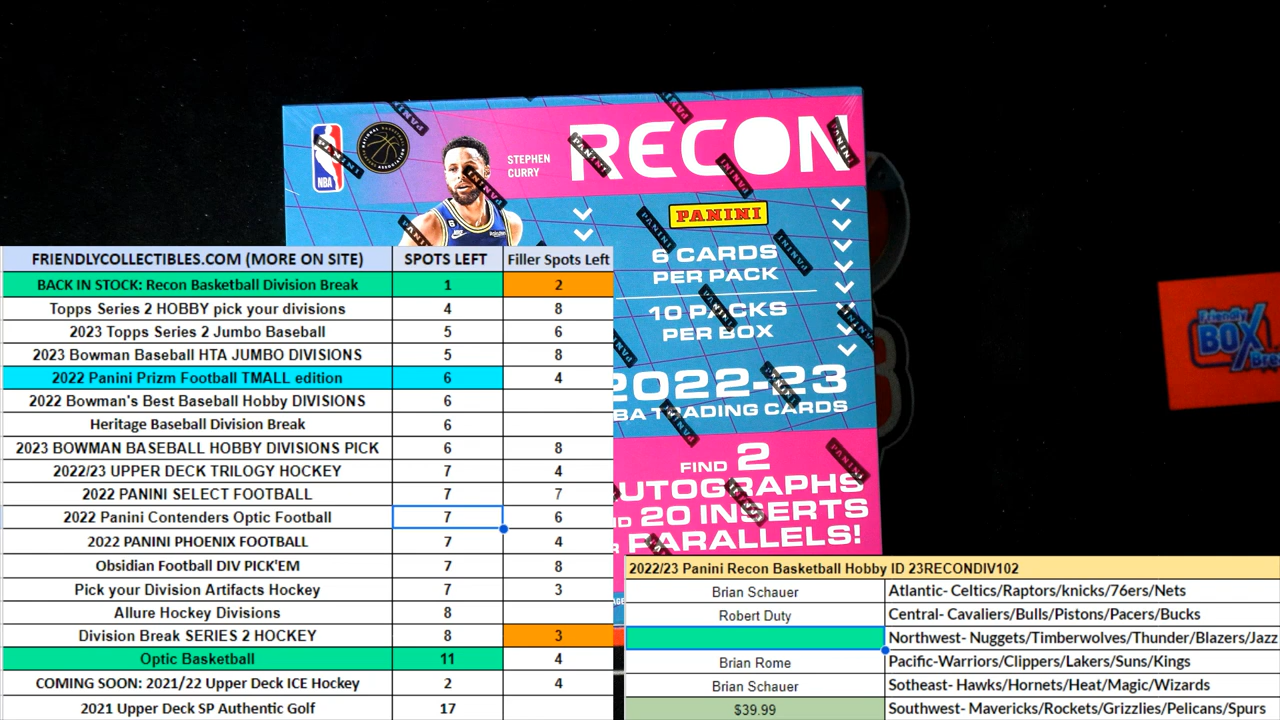 NBA
STEPHEN
CURRY
RECON
PANINI
6 CARDS
PER PACK
10 PACKS
PER BOX
2022-23
TRADING CARDS
FIND 2
UTOGRAPHS
20 INSERTS
PARALLELS!
Friendly
BOX
FRIENDLYCOLLECTIBLES.COM (MORE ON SITE) SPOTS LEFT Filler Spots Left
BACK IN STOCK: Recon Basketball Division Break 1 2
Topps Series 2 HOBBY pick your divisions 4 8
2023 Topps Series 2 Jumbo Baseball 5 6
2023 Bowman Baseball HTA JUMBO DIVISIONS 5 8
2022 Panini Prizm Football TMALL edition 6 4
2022 Bowman's Best Baseball Hobby DIVISIONS 6
Heritage Baseball Division Break 6
2023 BOWMAN BASEBALL HOBBY DIVISIONS PICK 6 8
2022/23 UPPER DECK TRILOGY HOCKEY 7 4
2022 PANINI SELECT FOOTBALL 7 7
2022 Panini Contenders Optic Football 7 6
2022 PANINI PHOENIX FOOTBALL 7 4
Obsidian Football DIV PICK'EM 7 8
Pick your Division Artifacts Hockey 7 3
Allure Hockey Divisions 8
Division Break SERIES 2 HOCKEY 8 3
Optic Basketball 11 4
COMING SOON: 2021/22 Upper Deck ICE Hockey 2 4
2021 Upper Deck SP Authentic Golf 17
2022/23 Panini Recon Basketball Hobby ID 23RECONDIV102
Brian Schauer Atlantic- Celtics/Raptors/knicks/76ers/Nets
Robert Duty Central- Cavaliers/Bulls/Pistons/Pacers/Bucks
Northwest- Nuggets/Timberwolves/Thunder/Blazers/Jazz
Brian Rome Pacific-Warriors/Clippers/Lakers/Suns/Kings
Brian Schauer Sotheast- Hawks/Hornets/Heat/Magic/Wizards
$39.99 Southwest- Mavericks/Rockets/Grizzlies/Pelicans/Spurs